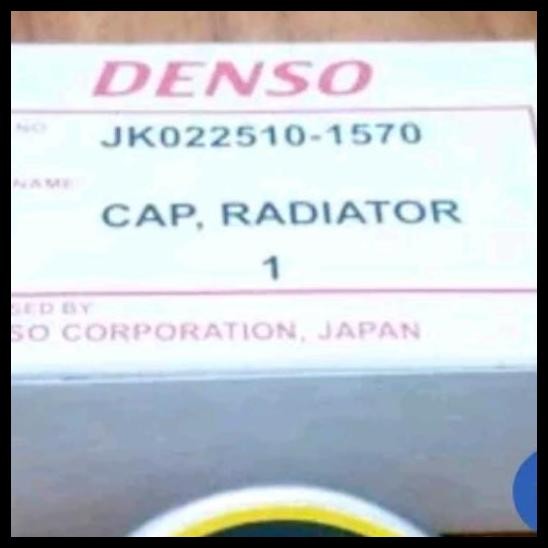 DENSO
NO
JK022510-1570
NAME
CAP, RADIATOR
1
SED BY
SO CORPORATION, JAPAN